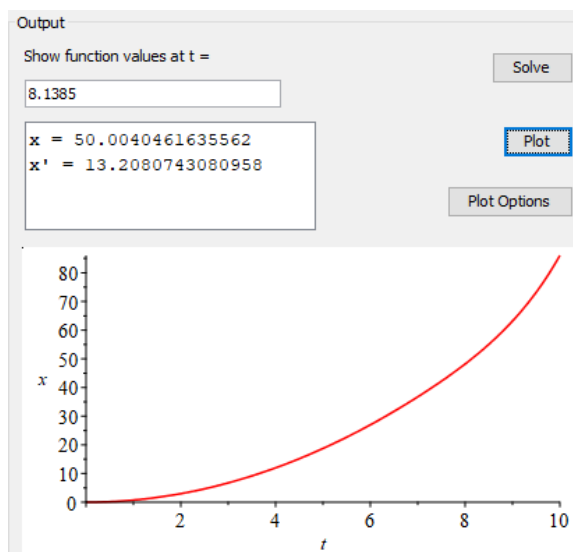 Output
Show function values at t =
Solve
8.1385
x = 50.0040461635562
x' = 13.2080743080958
Plot
Plot Options
80
70
60
50
x 40
30
20
10
0
2 4 6 8 10
t